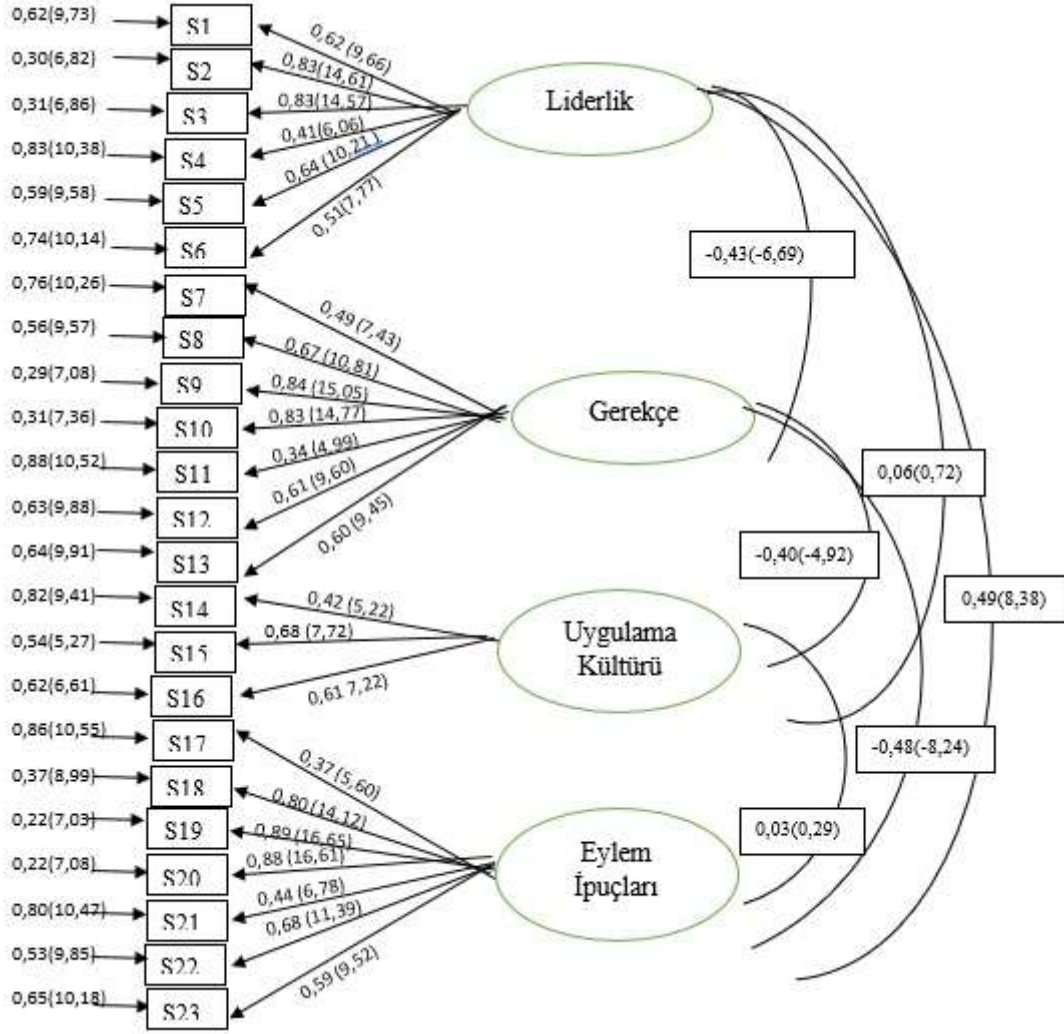 0,62(9,73)
S1
0,62 (9,66)
0,30(6,82)
S2
0,83(14,61)
0,31(6,86)
S3
0,83(14,57)
0,83(10,38)
S4
0,41(6,06)
0,59(9,58)
S5
0,64 (10,21)
0,74(10,14)
S6
0,51(7,77)
Liderlik
0,76(10,26)
S7
0,49 (7,43)
0,56(9,57)
S8
0,67 (10,81)
0,29(7,08)
S9
0,84 (15,05)
0,31(7,36)
S10
0,83 (14,77)
0,88(10,52)
S11
0,34 (4,99)
0,63(9,88)
S12
0,61 (9,60)
0,64(9,91)
S13
0,60 (9,45)
Gerekçe
0,82(9,41)
S14
0,42 (5,22)
0,54(5,27)
S15
0,68 (7,72)
0,62(6,61)
S16
0,61 7,22)
Uygulama
Kültürü
0,86(10,55)
S17
0,37 (5,60)
0,37(8,99)
S18
0,80 (14,12)
0,22(7,03)
S19
0,89 (16,65)
0,22(7,08)
S20
0,88 (16,61)
0,80(10,47)
S21
0,44 (6,78)
0,53(9,85)
S22
0,68 (11,39)
0,65(10,18)
S23
0,59 (9,52)
Eylem
İpuçları
-0,43(-6,69)
0,06(0,72)
-0,40(-4,92)
0,49(8,38)
-0,48(-8,24)
0,03(0,29)